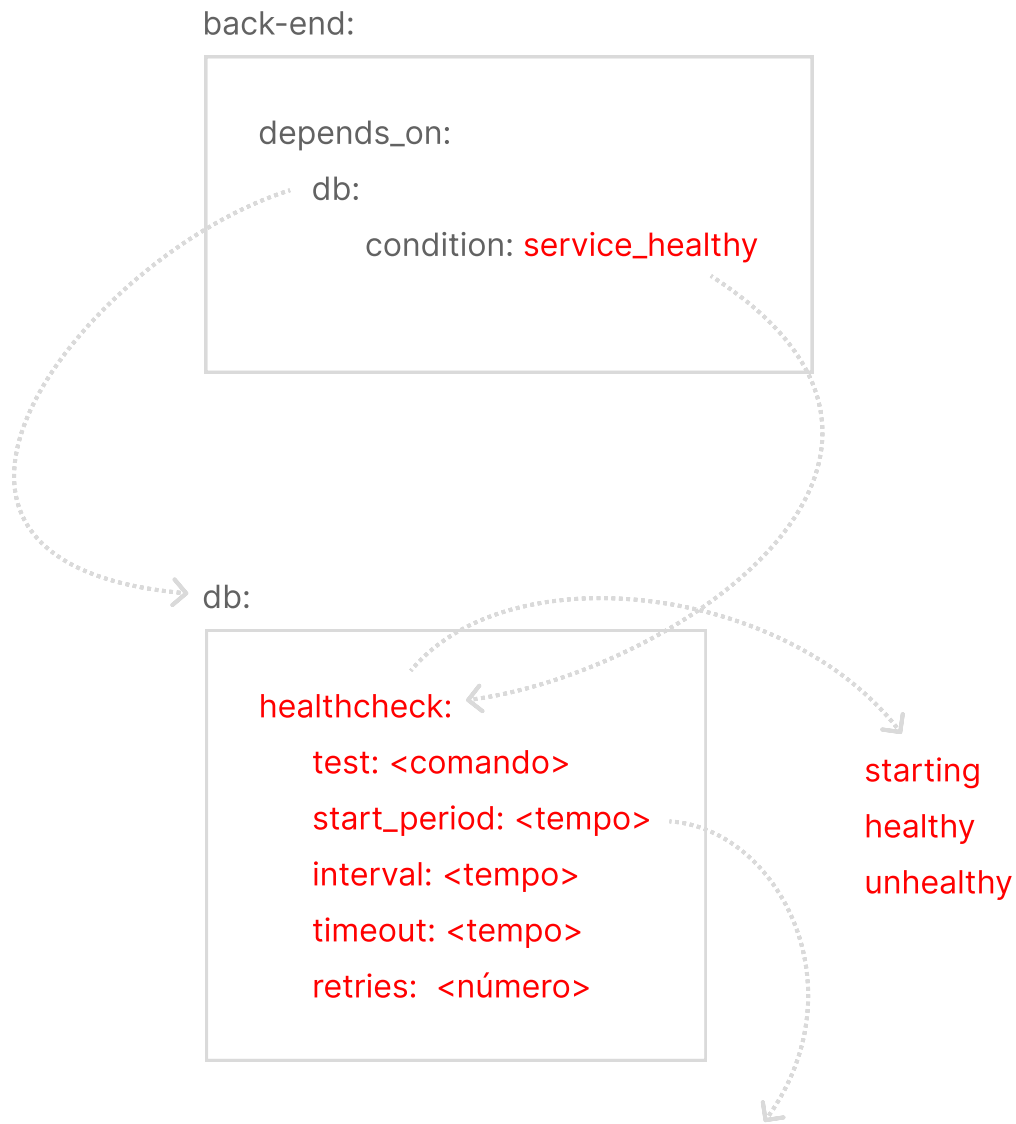 back-end:
depends_on:
db:
condition: service_healthy
db:
healthcheck:
test: <comando>
start_period: <tempo>
interval: <tempo>
timeout: <tempo>
retries:  <número>
starting
healthy
unhealthy